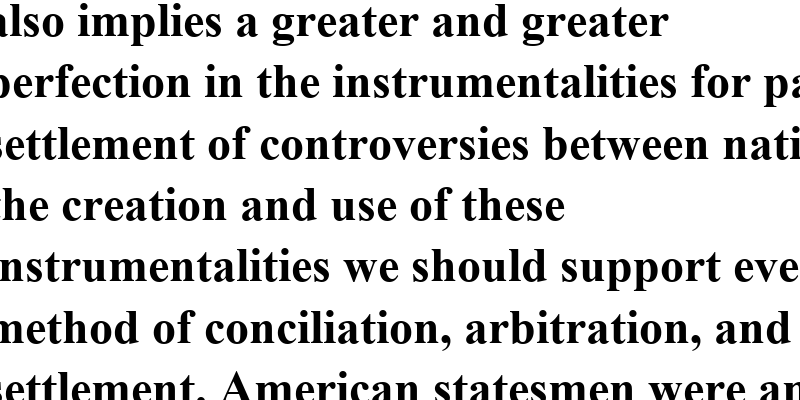 also implies a greater and greater
perfection in the instrumentalities for pa
settlement of controversies between nati
the creation and use of these
instrumentalities we should support eve
method of conciliation, arbitration, and
settlement. American statesmen were an